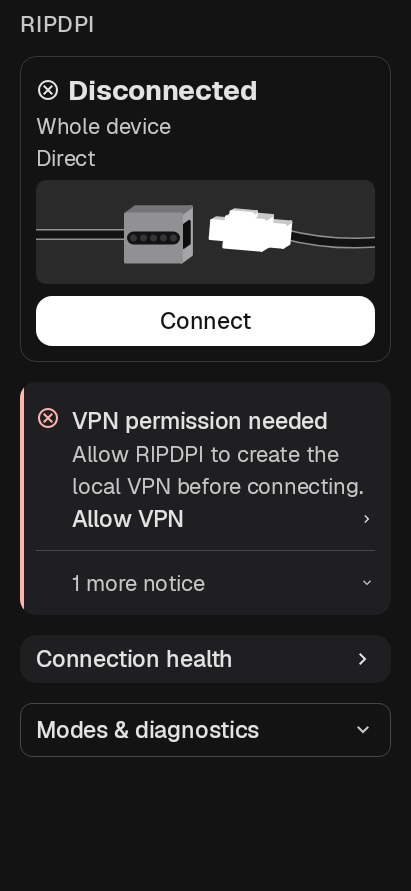 RIPDPI
Disconnected
Whole device
Direct
Connect
VPN permission needed
Allow RIPDPI to create the
local VPN before connecting.
Allow VPN
1 more notice
Connection health
Modes & diagnostics